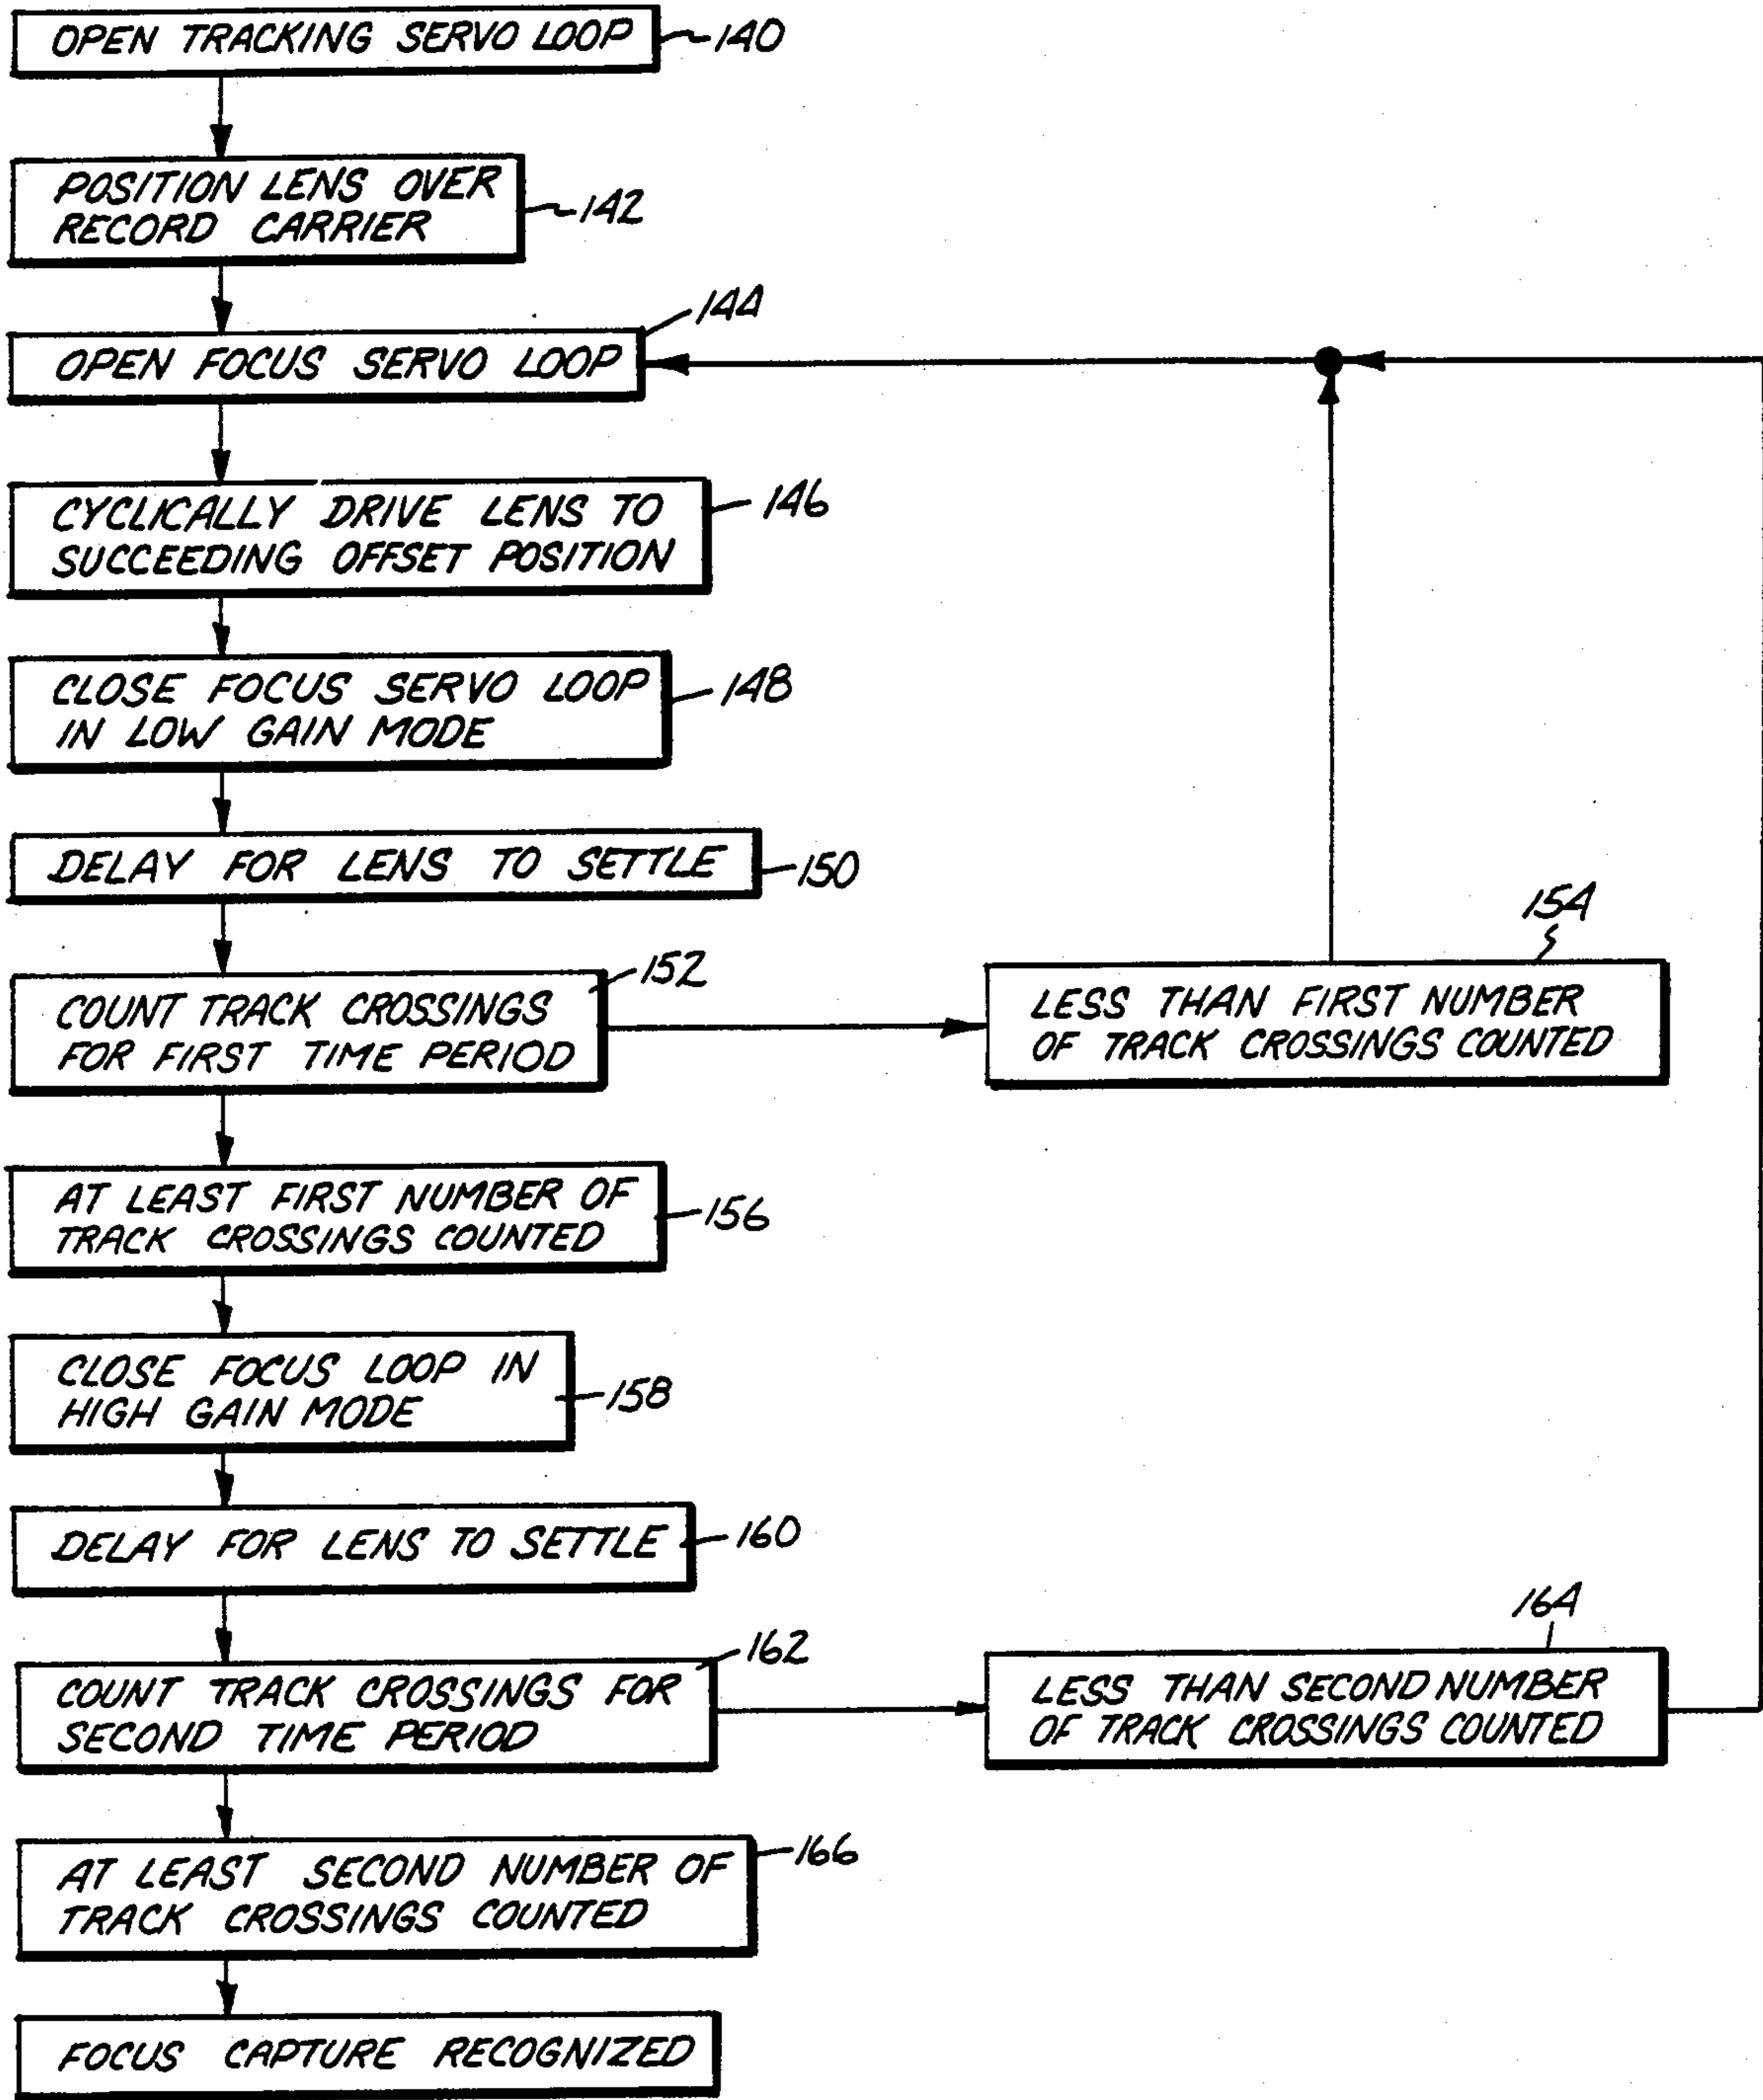 OPEN TRACKING SERVO LOOP 140
POSITION LENS OVER
RECORD CARRIER
142
144
OPEN FOCUS SERVO LOOP
CYCLICALLY DRIVE LENS TO
SUCCEEDING OFFSET POSITION
146
CLOSE FOCUS SERVO LOOP
IN LOW GAIN MODE
148
DELAY FOR LENS TO SETTLE 150
COUNT TRACK CROSSINGS
FOR FIRST TIME PERIOD
152
154
LESS THAN FIRST NUMBER
OF TRACK CROSSINGS COUNTED
AT LEAST FIRST NUMBER OF
TRACK CROSSINGS COUNTED
156
CLOSE FOCUS LOOP IN
HIGH GAIN MODE
158
DELAY FOR LENS TO SETTLE 160
162
COUNT TRACK CROSSINGS FOR
SECOND TIME PERIOD
164
LESS THAN SECOND NUMBER
OF TRACK CROSSINGS COUNTED
AT LEAST SECOND NUMBER OF
TRACK CROSSINGS COUNTED
166
FOCUS CAPTURE RECOGNIZED